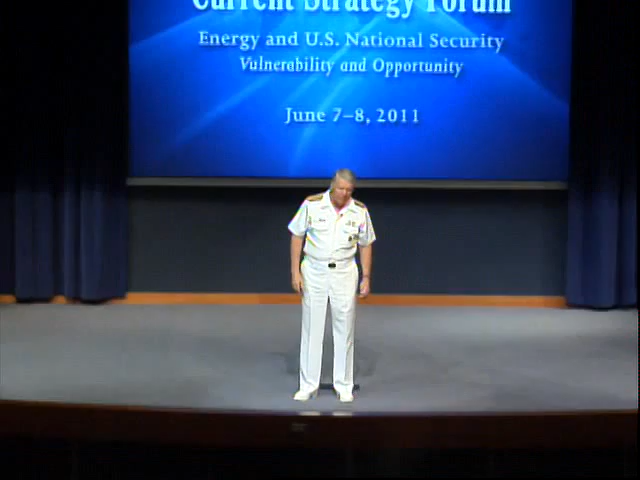 Current Strategy Forum
Energy and U.S. National Security
Vulnerability and Opportunity
June 7–8, 2011